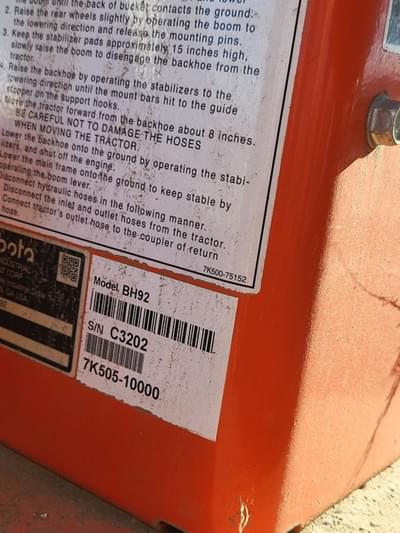 the boom until the back of bucket contacts the ground.
2. Raise the rear wheels slightly by operating the boom to
the lowering direction and release the mounting pins.
3. Keep the stabilizer pads approximately 15 inches high,
slowly raise the boom to disengage the backhoe from the
tractor.
4. Raise the backhoe by operating the stabilizers to the
lowering direction until the mount bars hit to the guide
stopper on the support hooks.
Move the tractor forward from the backhoe about 8 inches.
BE CAREFUL NOT TO DAMAGE THE HOSES
WHEN MOVING THE TRACTOR.
Lower the backhoe onto the ground by operating the stabi-
lizers, and shut off the engine.
Lower the main frame onto the ground to keep stable by
operating the boom lever.
Disconnect hydraulic hoses in the following manner.
Disconnect the inlet and outlet hoses from the tractor.
Connect tractor's outlet hose to the coupler of return
hose.
7K500-75152
Model BH92
S/N C3202
7K505-10000